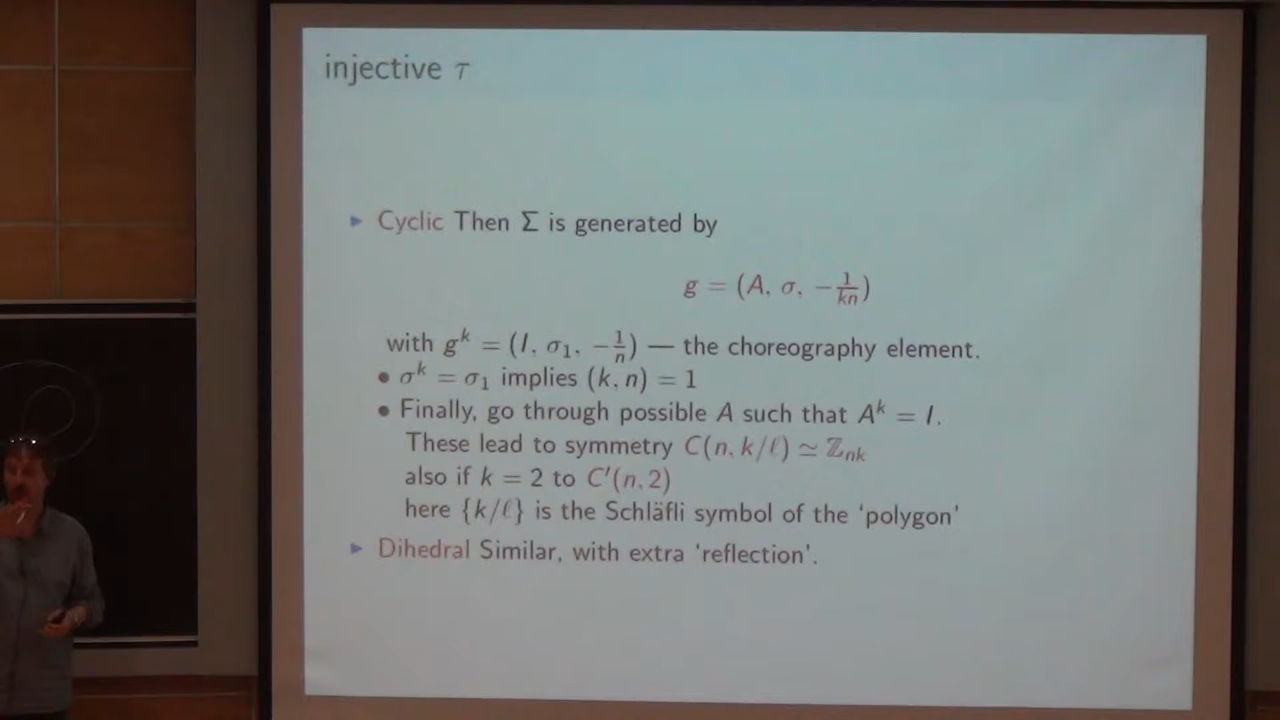 injective τ
▶ Cyclic Then Σ is generated by
g = (A, σ, −1/kn)
with g^k = (I, σ₁, −1/n) — the choreography element.
• σ^k = σ₁ implies (k, n) = 1
• Finally, go through possible A such that A^k = I.
These lead to symmetry C(n, k/ℓ) ≃ ℤ_nk
also if k = 2 to C′(n, 2)
here {k/ℓ} is the Schläfli symbol of the ‘polygon’
▶ Dihedral Similar, with extra ‘reflection’.